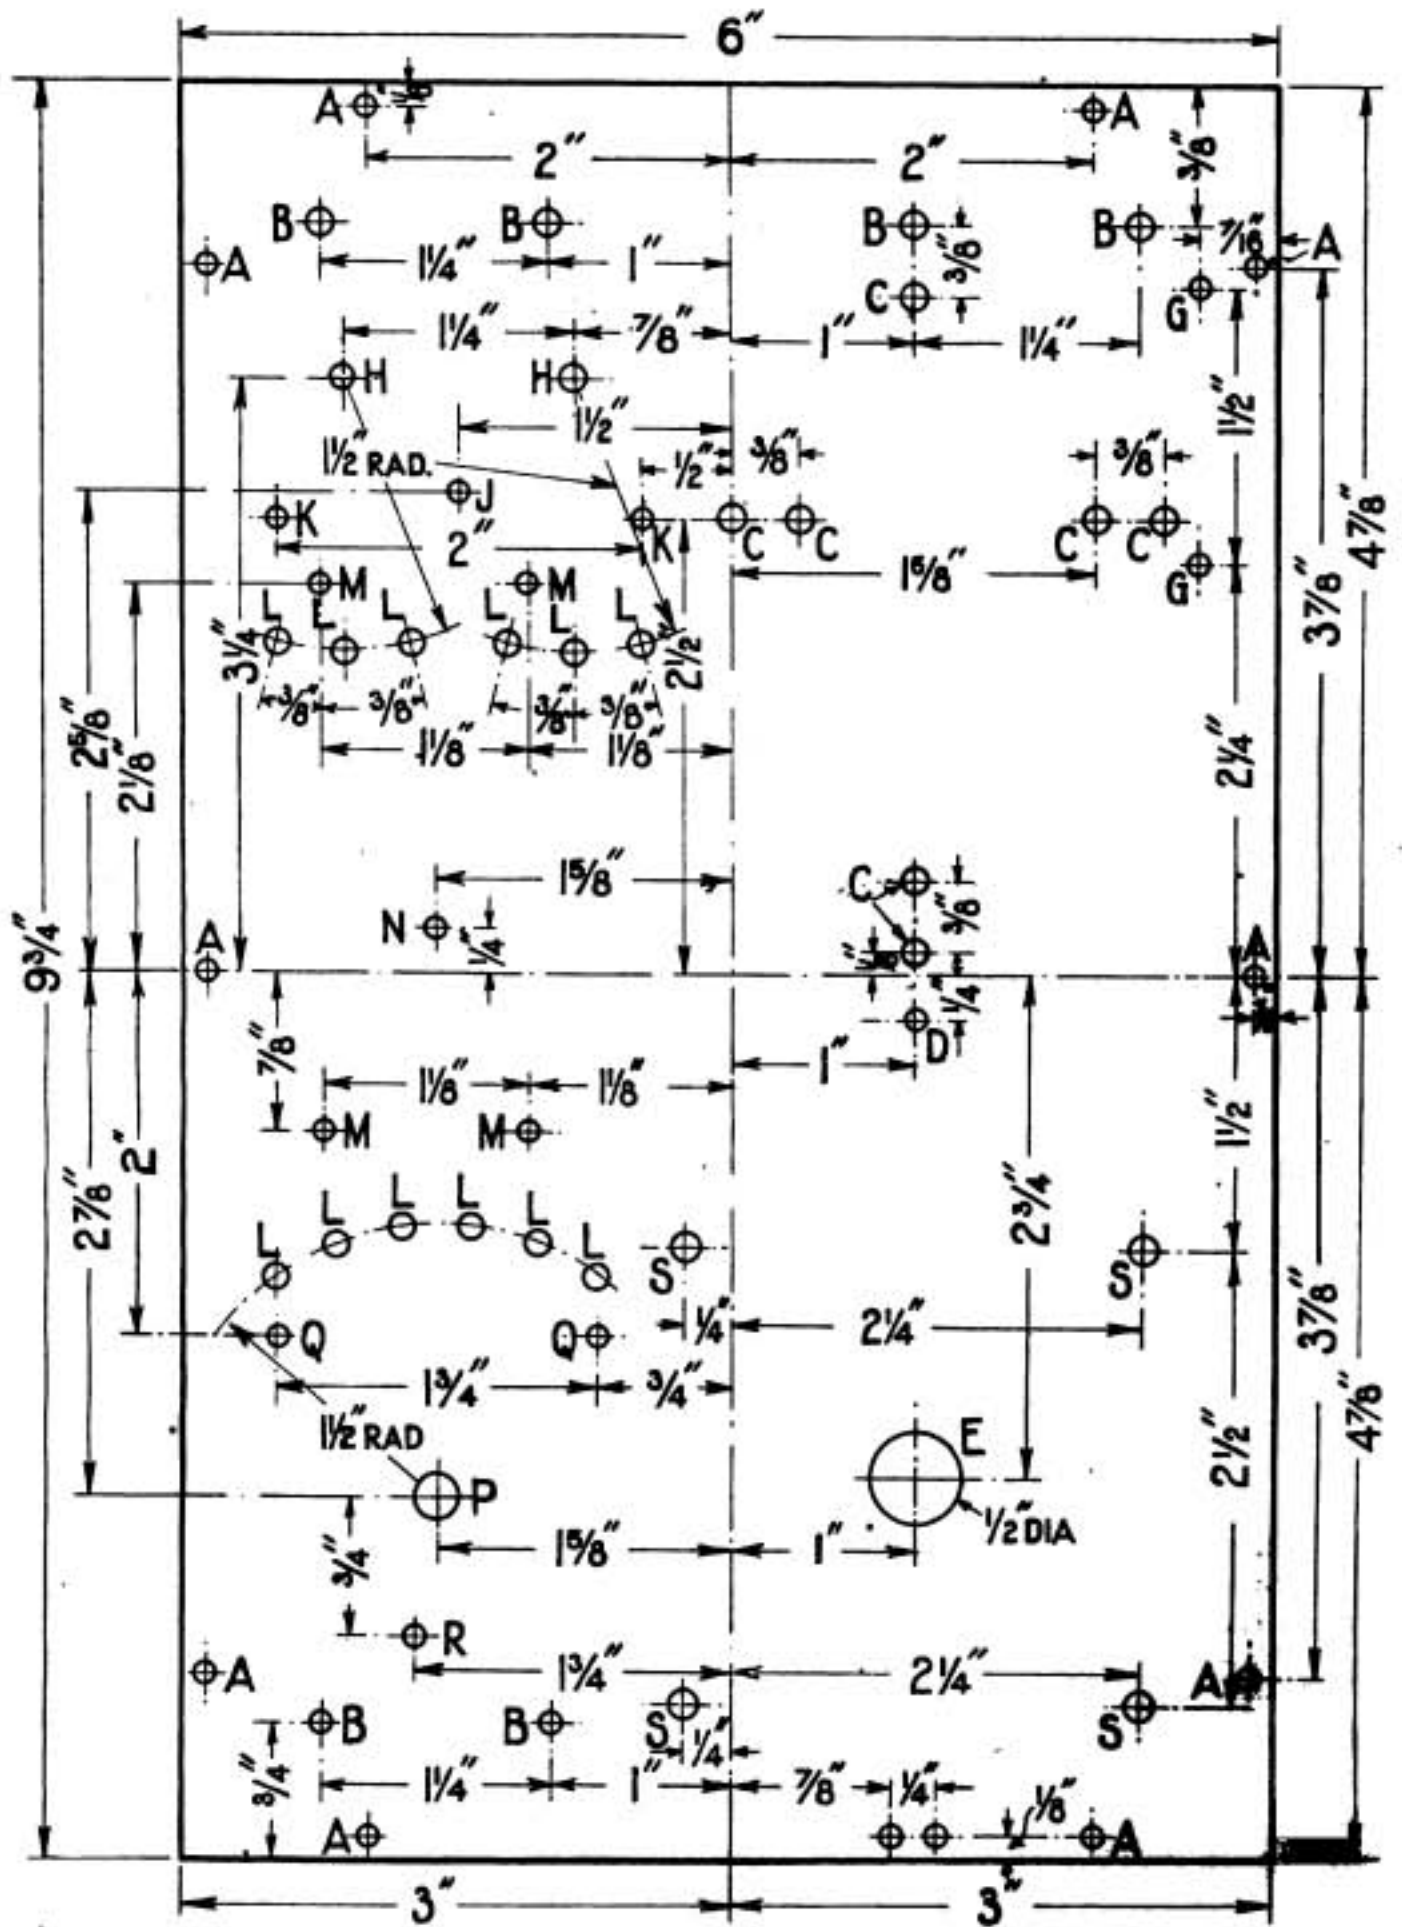 6"
A 1/8" A
2" 2" 3/8"
B B B B
A 1 1/4" 1" 3/8" 7/16" A
C G
1 1/4" 7/8" 1" 1 1/4"
H H
1 1/2" 1 1/2"
1 1/2" RAD. 1/2" 3/8" 3/8"
J
K K C C C C
2" 4 7/8"
M M 1 5/8" G
L L L L L L 3 7/8"
3 1/4" 2 1/2"
3/8" 3/8" 3/8" 3/8"
2 5/8" 1 1/8" 1 1/8" 2 1/4"
2 1/8"
1 5/8" C 3/8"
N 1/4"
9 3/4" A A
1/4"
D
7/8" 1"
1 1/8" 1 1/8" 1 1/2"
M M
2" 2 3/4"
2 7/8" L L L L L L
S S
1/4" 2 1/4"
Q Q 3 7/8"
1 3/4" 3/4"
1 1/2" RAD E 4 7/8"
2 1/2"
P 1/2" DIA
1 5/8" 1"
3/4"
R
A 1 3/4" 2 1/4" A
B B S S
1/4"
3/4" 1 1/4" 1" 7/8" 1/4" 1/8"
A A
3" 3"